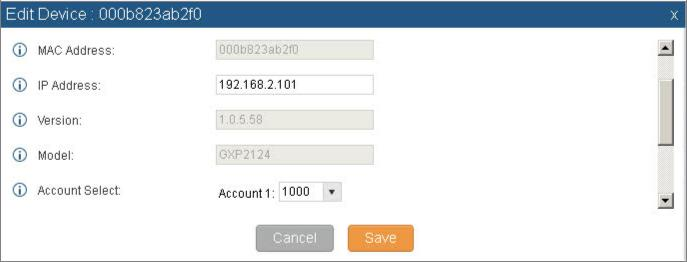 Edit Device : 000b823ab2f0 x
MAC Address: 000b823ab2f0
IP Address: 192.168.2.101
Version: 1.0.5.58
Model: GXP2124
Account Select: Account 1: 1000
Cancel Save